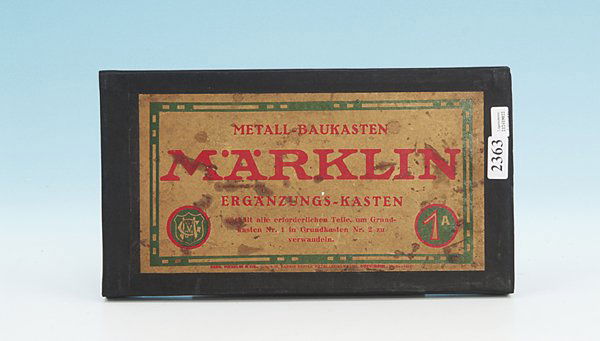 METALL-BAUKASTEN
MÄRKLIN
ERGÄNZUNGS-KASTEN
Mit alle erforderlichen Teile, um Grund-
kasten Nr. 1 in Grundkasten Nr. 2 zu
verwandeln.
1A
2363